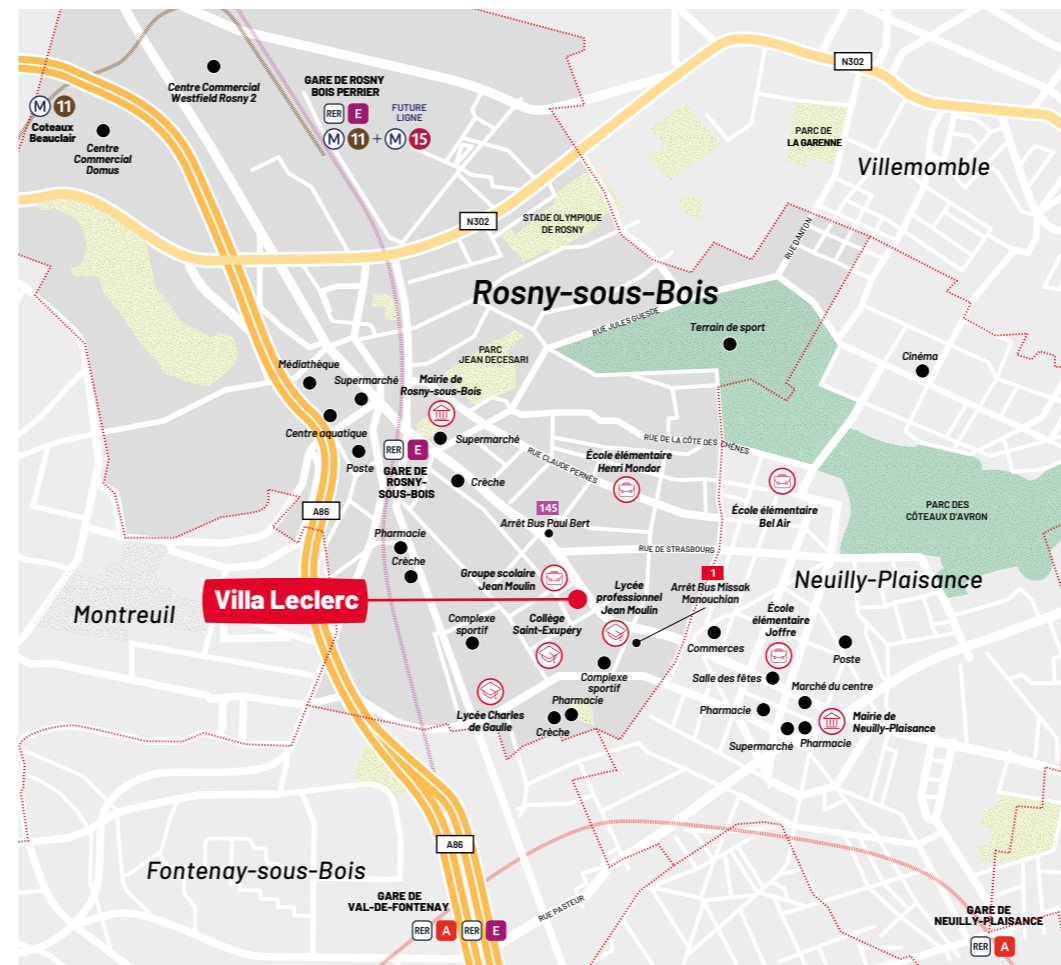 N302
Centre Commercial
Westfield Rosny 2
GARE DE ROSNY
BOIS PERRIER
RER E
FUTURE
LIGNE
M 11 + M 15
M 11
Coteaux
Beauclair
Centre
Commercial
Domus
PARC DE
LA GARENNE
Villemomble
N302
STADE OLYMPIQUE
DE ROSNY
RUE DANTON
Rosny-sous-Bois
RUE JULES GUESDE
Terrain de sport
PARC
JEAN DECESARI
Cinéma
Médiathèque
Supermarché
Mairie de
Rosny-sous-Bois
Centre aquatique
Supermarché
Poste
RER E
GARE DE
ROSNY-
SOUS-BOIS
Crèche
RUE DE LA CÔTE DES CHÊNES
RUE CLAUDE PERNÈS
École élémentaire
Henri Mondor
École élémentaire
Bel Air
PARC DES
CÔTEAUX D'AVRON
A86
145
Arrêt Bus Paul Bert
RUE DE STRASBOURG
Pharmacie
Crèche
Groupe scolaire
Jean Moulin
Lycée
professionnel
Jean Moulin
1
Arrêt Bus Missak
Manouchian
Neuilly-Plaisance
Montreuil
Villa Leclerc
Complexe
sportif
Collège
Saint-Exupéry
École
élémentaire
Joffre
Commerces
Poste
Complexe
sportif
Salle des fêtes
Marché du centre
Lycée Charles
de Gaulle
Pharmacie
Crèche
Pharmacie
Mairie de
Neuilly-Plaisance
Supermarché
Pharmacie
A86
Fontenay-sous-Bois
GARE DE
VAL-DE-FONTENAY
RER A RER E
RUE PASTEUR
GARE DE
NEUILLY-PLAISANCE
RER A